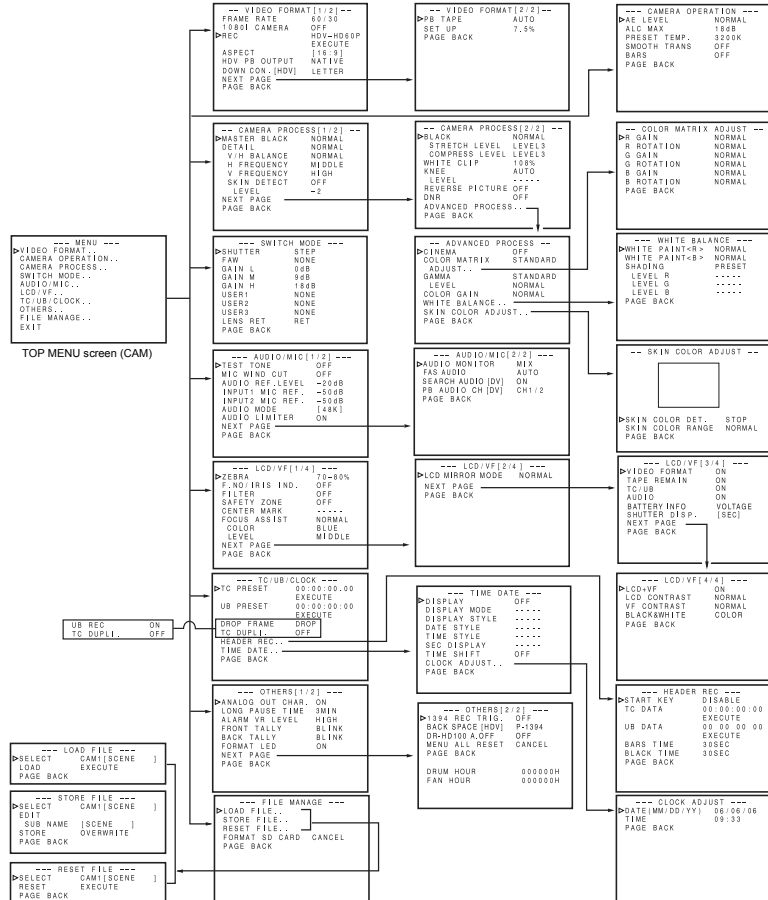 --- MENU ---
VIDEO FORMAT..
CAMERA OPERATION..
CAMERA PROCESS..
SWITCH MODE..
AUDIO/MIC..
LCD/VF..
TC/UB/CLOCK..
OTHERS..
FILE MANAGE..
EXIT
TOP MENU screen (CAM)
-- VIDEO FORMAT[1/2] ---
FRAME RATE 60/30
1080I CAMERA OFF
REC HDV-HD60P
EXECUTE
ASPECT [16:9]
HDV PB OUTPUT NATIVE
DOWN CON.[HDV] LETTER
NEXT PAGE
PAGE BACK
--- VIDEO FORMAT[2/2] ---
PB TAPE AUTO
SET UP 7.5%
PAGE BACK
--- CAMERA OPERATION ---
AE LEVEL NORMAL
ALC MAX 18dB
PRESET TEMP. 3200K
SMOOTH TRANS OFF
BARS OFF
PAGE BACK
-- CAMERA PROCESS[1/2] ---
MASTER BLACK NORMAL
DETAIL NORMAL
V/H BALANCE NORMAL
H FREQUENCY MIDDLE
V FREQUENCY HIGH
SKIN DETECT OFF
LEVEL -2
NEXT PAGE
PAGE BACK
-- CAMERA PROCESS[2/2] ---
BLACK NORMAL
STRETCH LEVEL LEVEL3
COMPRESS LEVEL LEVEL3
WHITE CLIP 108%
KNEE AUTO
LEVEL -----
REVERSE PICTURE OFF
DNR OFF
ADVANCED PROCESS..
PAGE BACK
-- COLOR MATRIX ADJUST --
R GAIN NORMAL
R ROTATION NORMAL
G GAIN NORMAL
G ROTATION NORMAL
B GAIN NORMAL
B ROTATION NORMAL
PAGE BACK
--- SWITCH MODE ---
SHUTTER STEP
FAW NONE
GAIN L 0dB
GAIN M 9dB
GAIN H 18dB
USER1 NONE
USER2 NONE
USER3 NONE
LENS RET RET
PAGE BACK
--- ADVANCED PROCESS --
CINEMA OFF
COLOR MATRIX STANDARD
ADJUST..
GAMMA STANDARD
LEVEL NORMAL
COLOR GAIN NORMAL
WHITE BALANCE..
SKIN COLOR ADJUST..
PAGE BACK
--- WHITE BALANCE ---
WHITE PAINT<R> NORMAL
WHITE PAINT<B> NORMAL
SHADING PRESET
LEVEL R -----
LEVEL G -----
LEVEL B -----
PAGE BACK
--- AUDIO/MIC[1/2] ---
TEST TONE OFF
MIC WIND CUT OFF
AUDIO REF.LEVEL -20dB
INPUT1 MIC REF. -50dB
INPUT2 MIC REF. -50dB
AUDIO MODE [48K]
AUDIO LIMITER ON
NEXT PAGE
PAGE BACK
--- AUDIO/MIC[2/2] ---
AUDIO MONITOR MIX
FAS AUDIO AUTO
SEARCH AUDIO [DV] ON
PB AUDIO CH [DV] CH1/2
PAGE BACK
-- SKIN COLOR ADJUST --
SKIN COLOR DET. STOP
SKIN COLOR RANGE NORMAL
PAGE BACK
--- LCD/VF[1/4] ---
ZEBRA 70-80%
F.NO/IRIS IND. OFF
FILTER OFF
SAFETY ZONE OFF
CENTER MARK -----
FOCUS ASSIST NORMAL
COLOR BLUE
LEVEL MIDDLE
NEXT PAGE
PAGE BACK
--- LCD/VF[2/4] ---
LCD MIRROR MODE NORMAL
NEXT PAGE
PAGE BACK
--- LCD/VF[3/4] ---
VIDEO FORMAT ON
TAPE REMAIN ON
TC/UB ON
AUDIO ON
BATTERY INFO VOLTAGE
SHUTTER DISP. [SEC]
NEXT PAGE
PAGE BACK
--- TC/UB/CLOCK ---
TC PRESET 00:00:00.00
EXECUTE
UB PRESET 00:00:00:00
EXECUTE
DROP FRAME DROP
TC DUPLI. OFF
HEADER REC..
TIME DATE..
PAGE BACK
UB REC ON
TC DUPLI. OFF
--- TIME DATE ---
DISPLAY OFF
DISPLAY MODE -----
DISPLAY STYLE -----
DATE STYLE -----
TIME STYLE -----
SEC DISPLAY -----
TIME SHIFT OFF
CLOCK ADJUST..
PAGE BACK
--- LCD/VF[4/4] ---
LCD+VF ON
LCD CONTRAST NORMAL
VF CONTRAST NORMAL
BLACK&WHITE COLOR
PAGE BACK
--- OTHERS[1/2] ---
ANALOG OUT CHAR. ON
LONG PAUSE TIME 3MIN
ALARM VR LEVEL HIGH
FRONT TALLY BLINK
BACK TALLY BLINK
FORMAT LED ON
NEXT PAGE
PAGE BACK
--- OTHERS[2/2] ---
1394 REC TRIG. OFF
BACK SPACE [HDV] P-1394
DR-HD100 A.OFF OFF
MENU ALL RESET CANCEL
PAGE BACK
DRUM HOUR 000000H
FAN HOUR 000000H
--- HEADER REC ---
START KEY DISABLE
TC DATA 00:00:00:00
EXECUTE
UB DATA 00 00 00 00
EXECUTE
BARS TIME 30SEC
BLACK TIME 30SEC
PAGE BACK
--- LOAD FILE ---
SELECT CAM1[SCENE ]
LOAD EXECUTE
PAGE BACK
--- STORE FILE ---
SELECT CAM1[SCENE ]
EDIT
SUB NAME [SCENE ]
STORE OVERWRITE
PAGE BACK
--- RESET FILE ---
SELECT CAM1[SCENE ]
RESET EXECUTE
PAGE BACK
--- FILE MANAGE ---
LOAD FILE..
STORE FILE..
RESET FILE..
FORMAT SD CARD CANCEL
PAGE BACK
--- CLOCK ADJUST ---
DATE(MM/DD/YY) 06/06/06
TIME 09:33
PAGE BACK